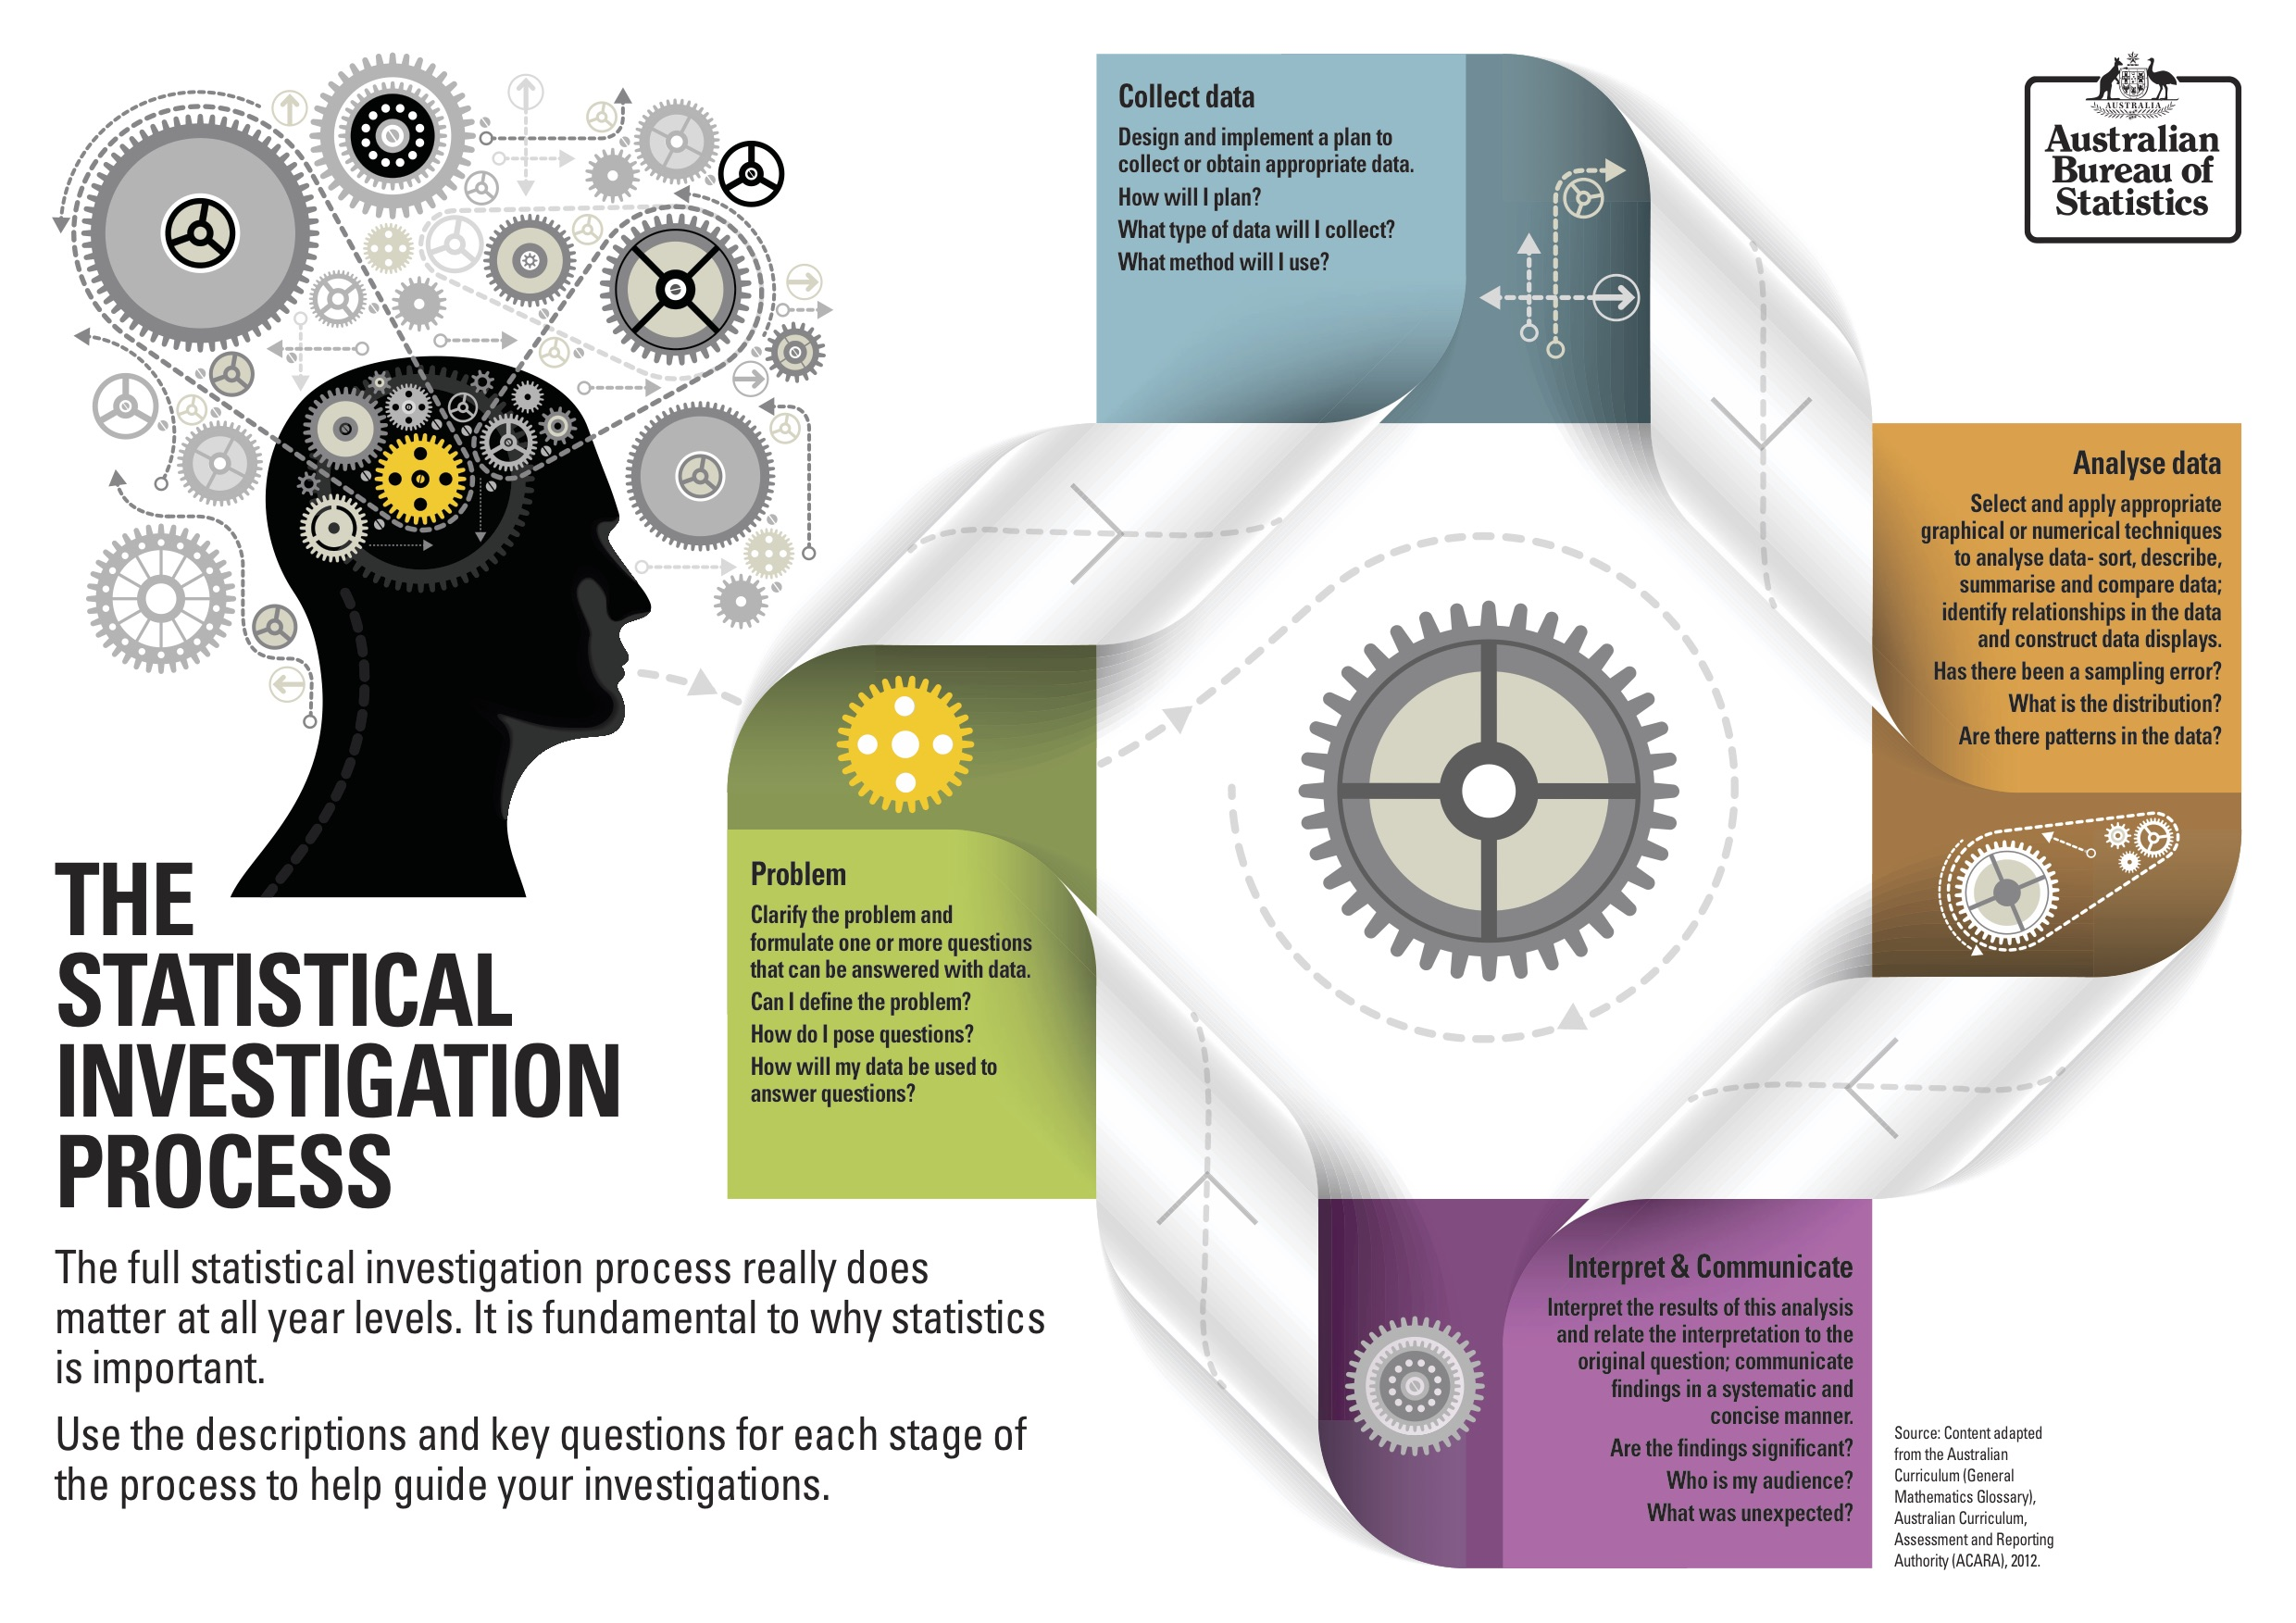 THE
STATISTICAL
INVESTIGATION
PROCESS
The full statistical investigation process really does
matter at all year levels. It is fundamental to why statistics
is important.
Use the descriptions and key questions for each stage of
the process to help guide your investigations.
Problem
Clarify the problem and
formulate one or more questions
that can be answered with data.
Can I define the problem?
How do I pose questions?
How will my data be used to
answer questions?
Collect data
Design and implement a plan to
collect or obtain appropriate data.
How will I plan?
What type of data will I collect?
What method will I use?
Analyse data
Select and apply appropriate
graphical or numerical techniques
to analyse data- sort, describe,
summarise and compare data;
identify relationships in the data
and construct data displays.
Has there been a sampling error?
What is the distribution?
Are there patterns in the data?
Interpret & Communicate
Interpret the results of this analysis
and relate the interpretation to the
original question; communicate
findings in a systematic and
concise manner.
Are the findings significant?
Who is my audience?
What was unexpected?
AUSTRALIA
Australian
Bureau of
Statistics
Source: Content adapted
from the Australian
Curriculum (General
Mathematics Glossary),
Australian Curriculum,
Assessment and Reporting
Authority (ACARA), 2012.